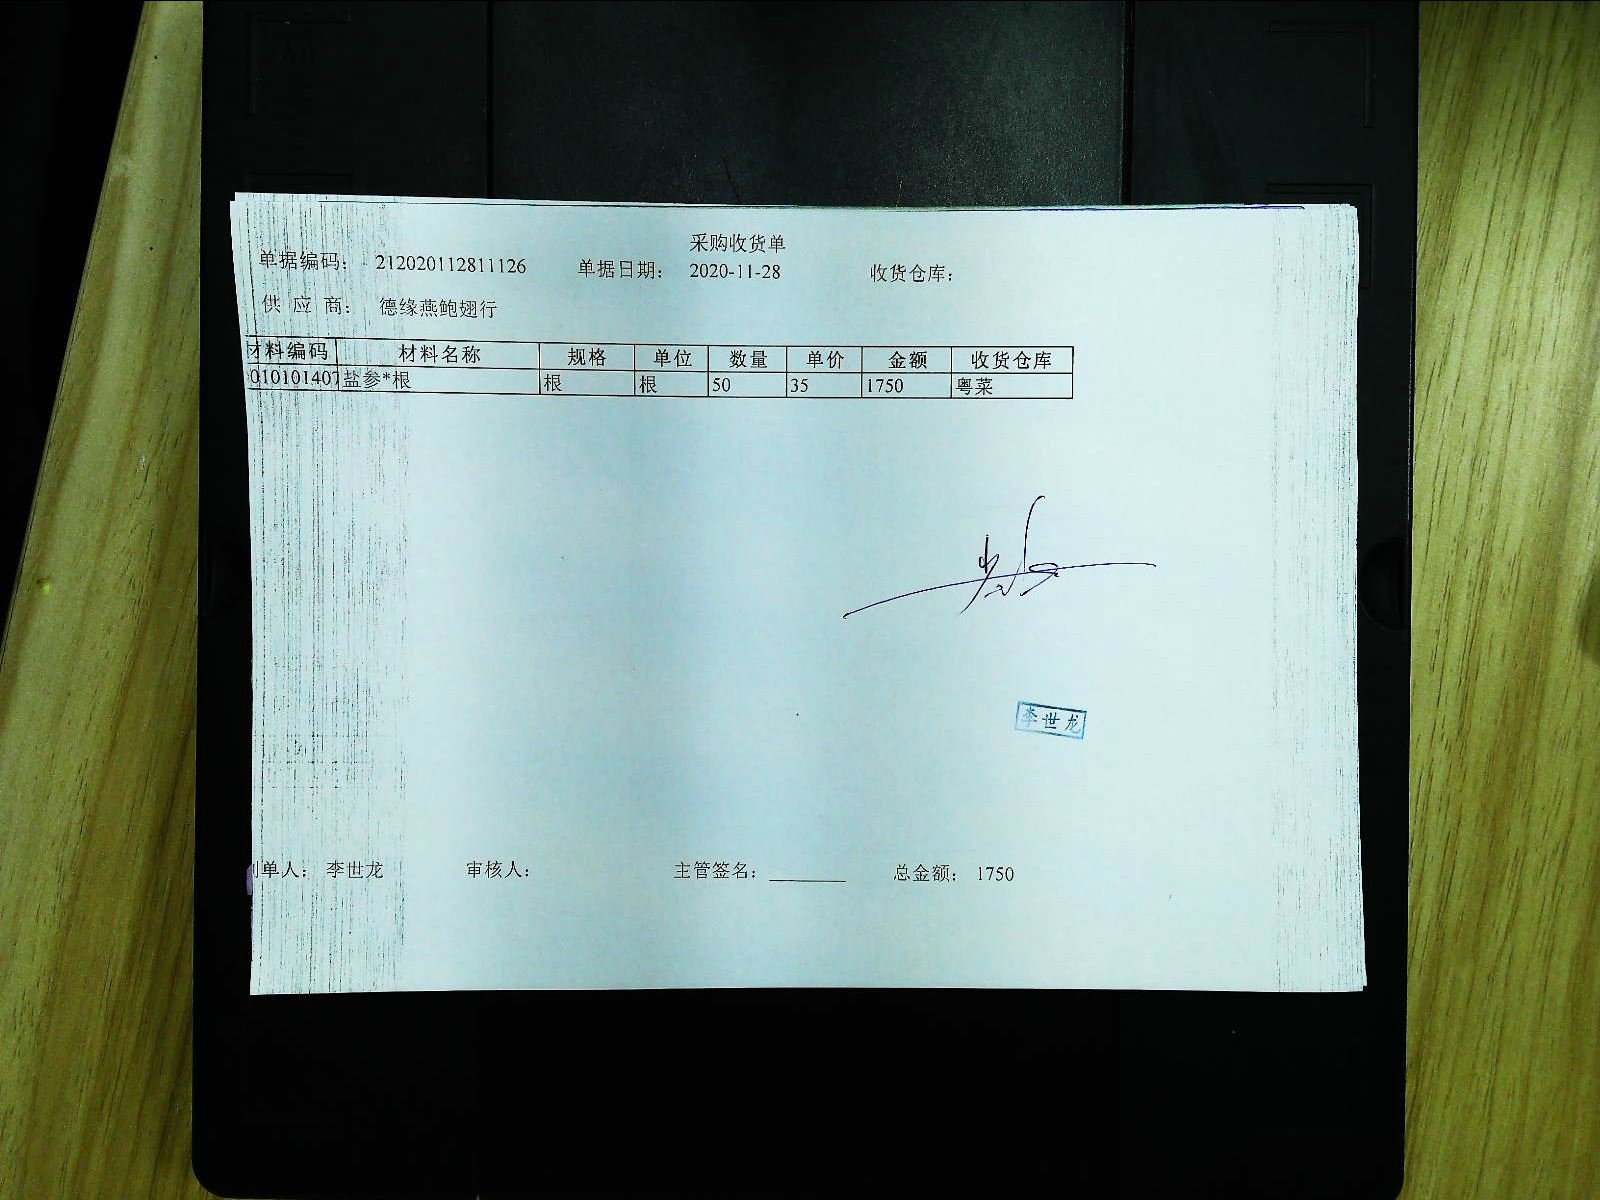 采购收货单
单据编码： 212020112811126 单据日期： 2020-11-28 收货仓库：
供 应 商： 德缘燕鲍翅行
材料编码 材料名称 规格 单位 数量 单价 金额 收货仓库
010101407 盐参*根 根 根 50 35 1750 粤菜
李世龙
制单人： 李世龙 审核人： 主管签名： 总金额： 1750